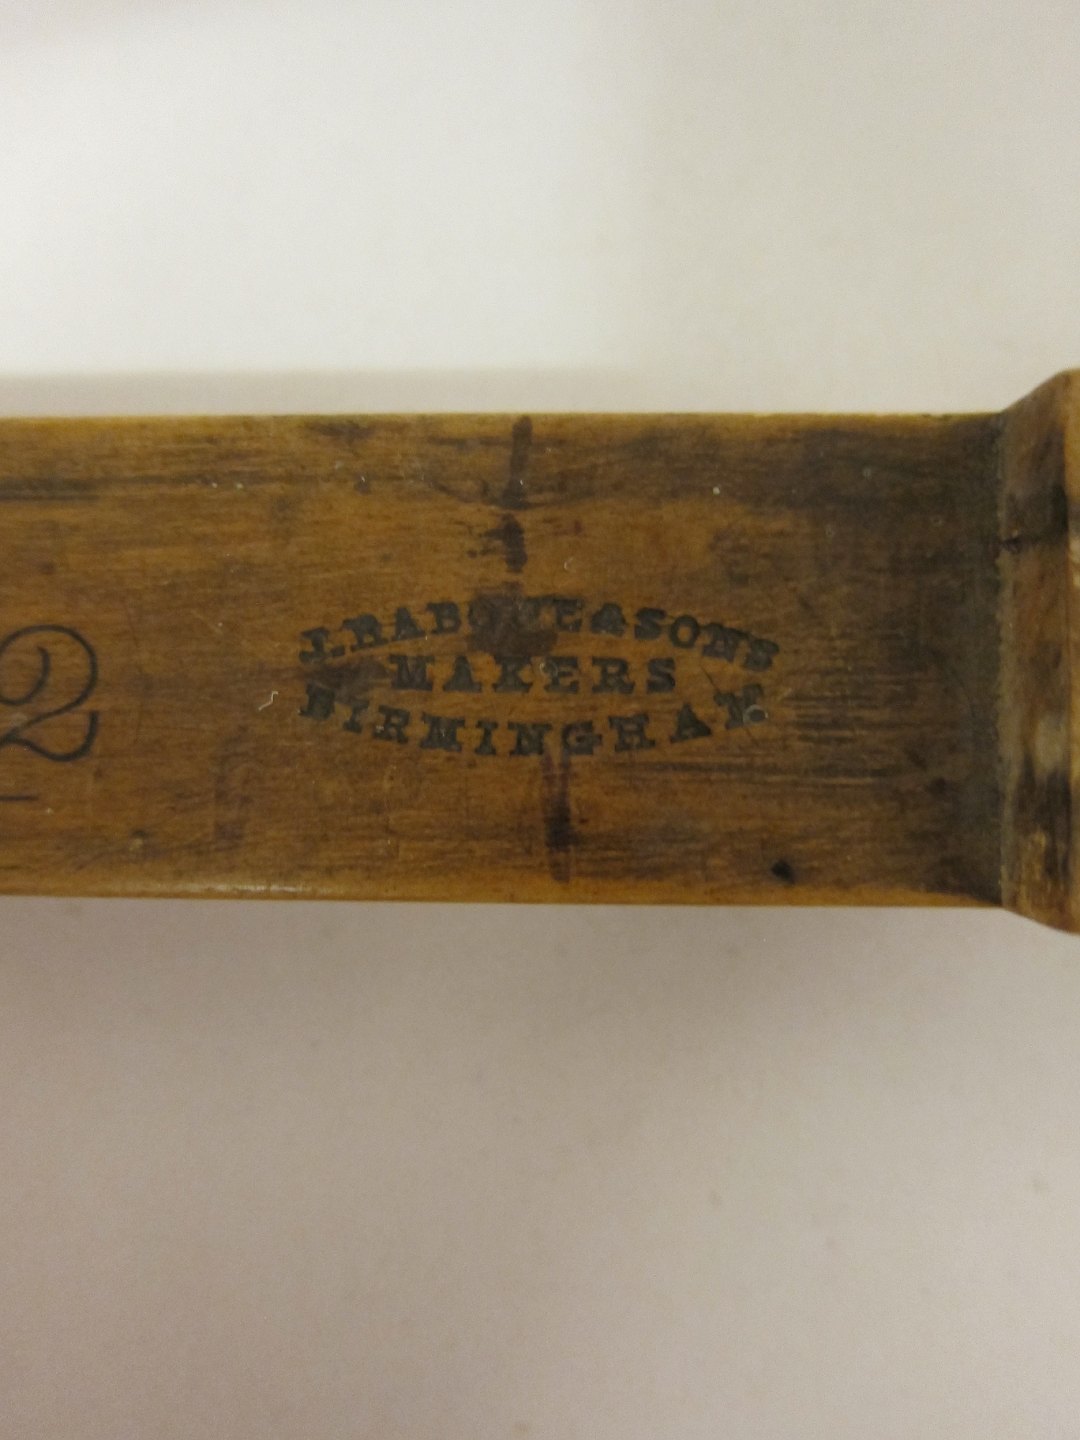 2
J. RABONE & SONS
MAKERS
BIRMINGHAM